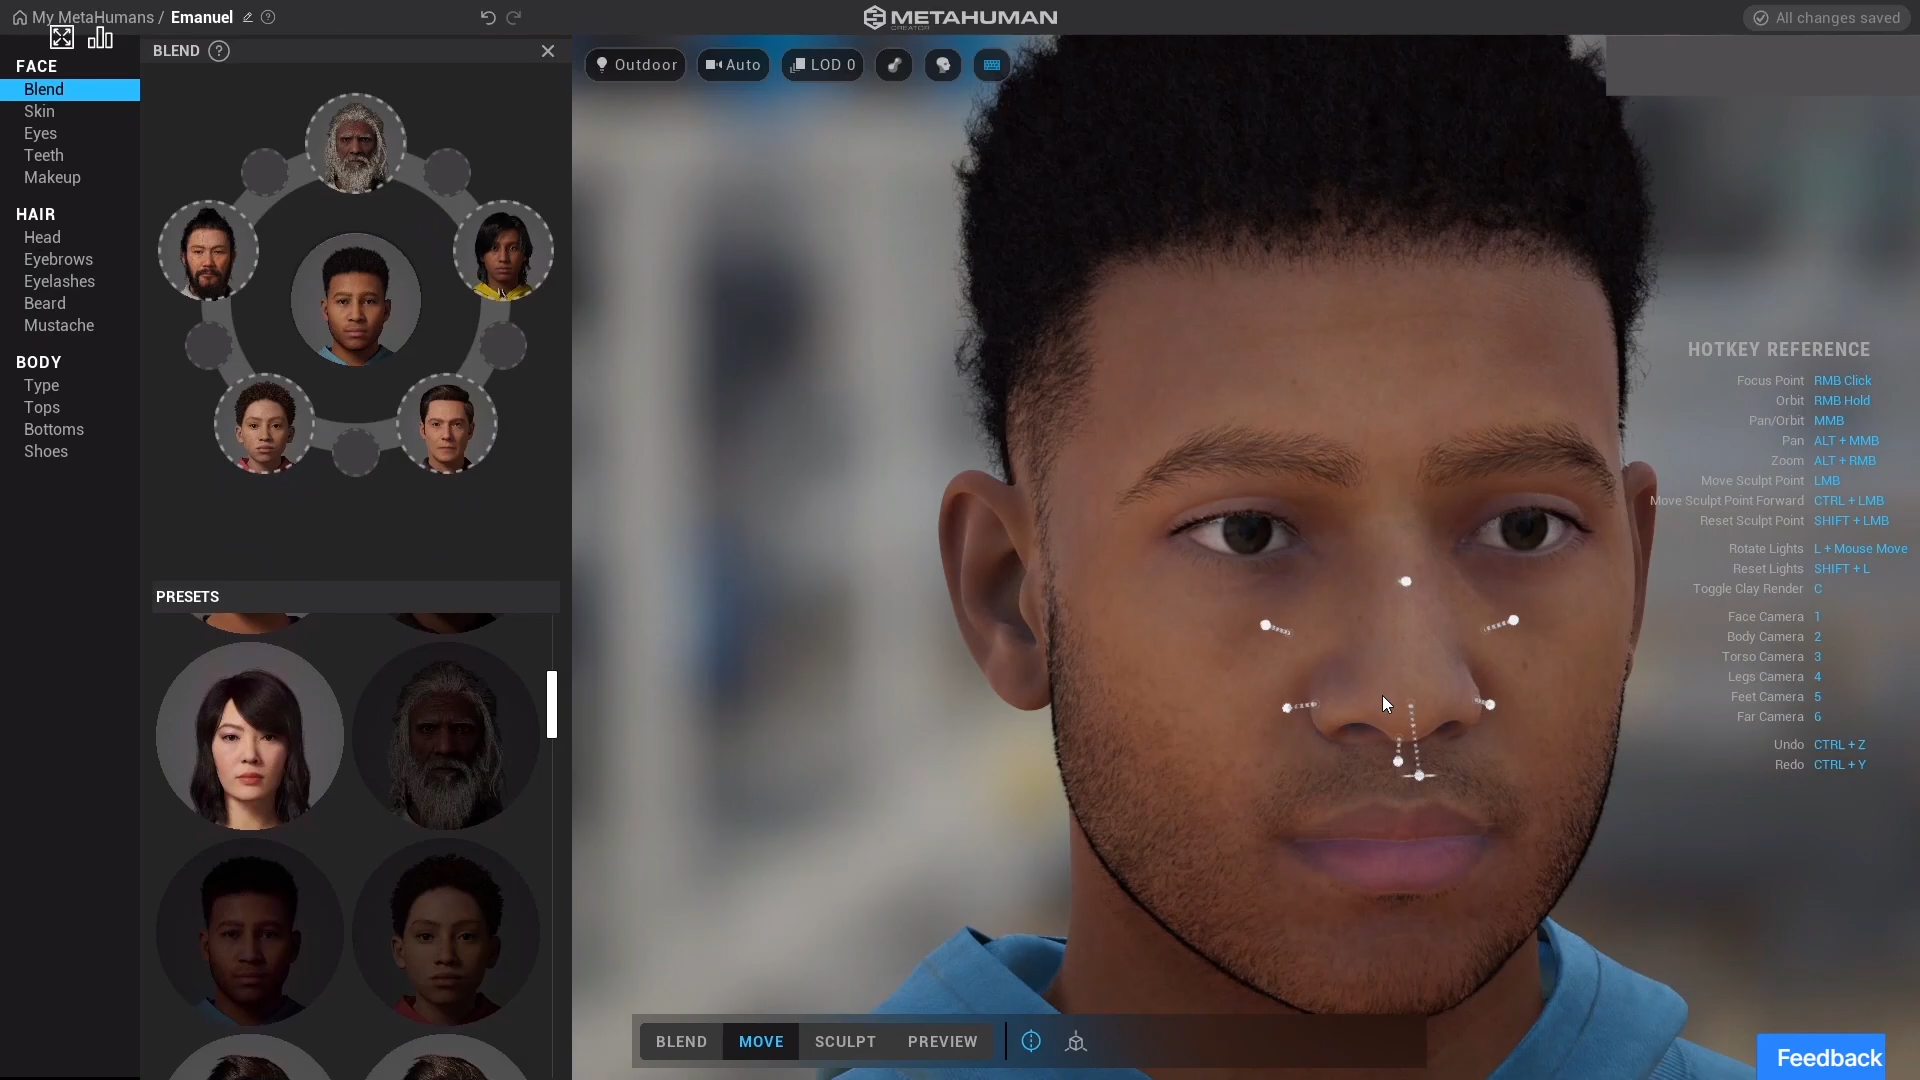 My MetaHumans / Emanuel ?
METAHUMAN
CREATOR
All changes saved
FACE
Blend
Skin
Eyes
Teeth
Makeup
HAIR
Head
Eyebrows
Eyelashes
Beard
Mustache
BODY
Type
Tops
Bottoms
Shoes
BLEND ?
PRESETS
Outdoor
Auto
LOD 0
HOTKEY REFERENCE
Focus Point RMB Click
Orbit RMB Hold
Pan/Orbit MMB
Pan ALT + MMB
Zoom ALT + RMB
Move Sculpt Point LMB
Move Sculpt Point Forward CTRL + LMB
Reset Sculpt Point SHIFT + LMB
Rotate Lights L + Mouse Move
Reset Lights SHIFT + L
Toggle Clay Render C
Face Camera 1
Body Camera 2
Torso Camera 3
Legs Camera 4
Feet Camera 5
Far Camera 6
Undo CTRL + Z
Redo CTRL + Y
BLEND MOVE SCULPT PREVIEW
Feedback